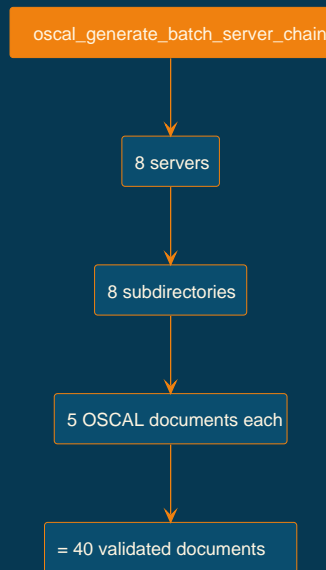 oscal_generate_batch_server_chain
8 servers
8 subdirectories
5 OSCAL documents each
= 40 validated documents